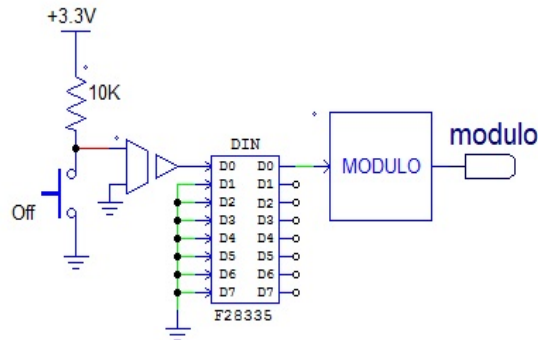 +3.3V
10K
Off
DIN
D0 D0
D1 D1
D2 D2
D3 D3
D4 D4
D5 D5
D6 D6
D7 D7
F28335
MODULO
modulo